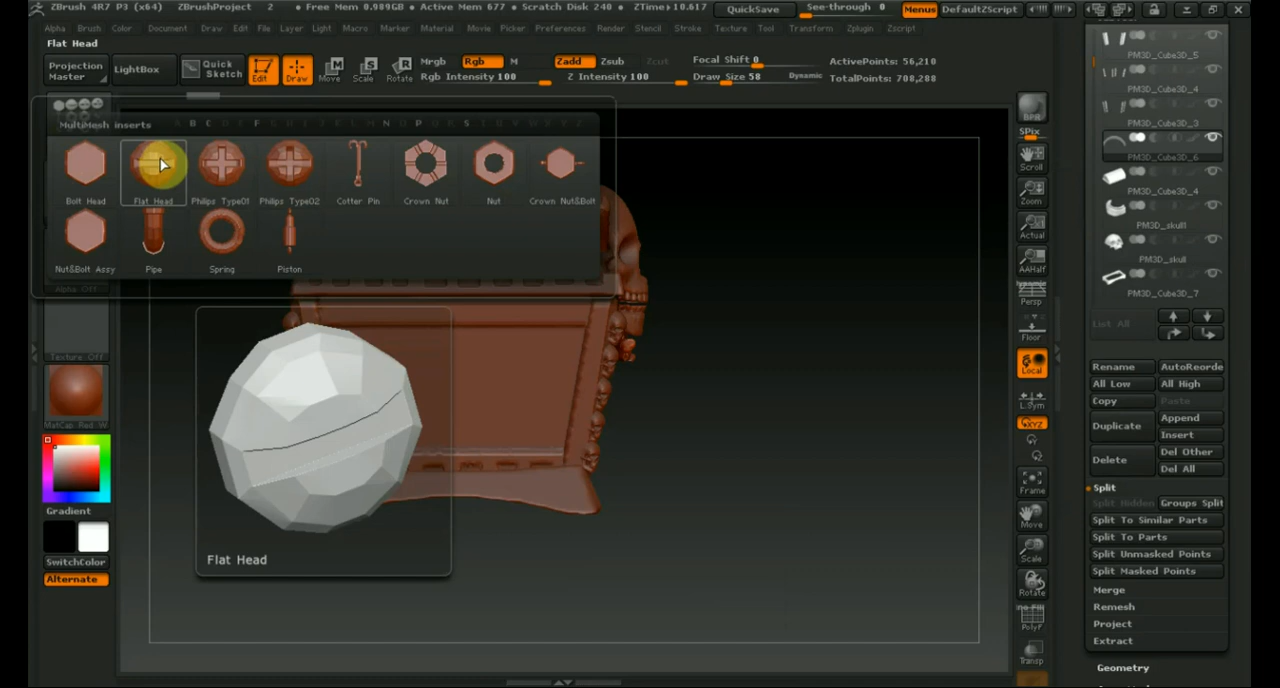 ZBrush 4R7 P3 (x64) ZBrushProject 2 • Free Mem 0.989GB • Active Mem 677 • Scratch Disk 240 • ZTime▸10.617 QuickSave See-through 0 Menus DefaultZScript
Alpha Brush Color Document Draw Edit File Layer Light Macro Marker Material Movie Picker Preferences Render Stencil Stroke Texture Tool Transform Zplugin Zscript
Flat Head
Projection Master
LightBox
Quick Sketch
Edit
Draw
Move
Scale
Rotate
Mrgb Rgb M
Rgb Intensity 100
Zadd Zsub Zcut
Z Intensity 100
Focal Shift 0
Draw Size 58 Dynamic
ActivePoints: 56,210
TotalPoints: 708,288
MultiMesh inserts
Bolt Head Flat Head Philips Type01 Philips Type02 Cotter Pin Crown Nut Nut Crown Nut&Bolt
Nut&Bolt Assy Pipe Spring Piston
Alpha Off
Texture Off
MatCap Red W
Gradient
SwitchColor
Alternate
Flat Head
BPR
SPix
Scroll
Zoom
Actual
AAHalf
Dynamic
Persp
Floor
Local
L.Sym
XYZ
Frame
Move
Scale
Rotate
PolyF
Transp
PM3D_Cube3D_5
PM3D_Cube3D_4
PM3D_Cube3D_3
PM3D_Cube3D_6
PM3D_Cube3D_4
PM3D_skull1
PM3D_skull
PM3D_Cube3D_7
List All
Rename AutoReorde
All Low All High
Copy Paste
Duplicate Append
Insert
Delete Del Other
Del All
Split
Split Hidden Groups Split
Split To Similar Parts
Split To Parts
Split Unmasked Points
Split Masked Points
Merge
Remesh
Project
Extract
Geometry